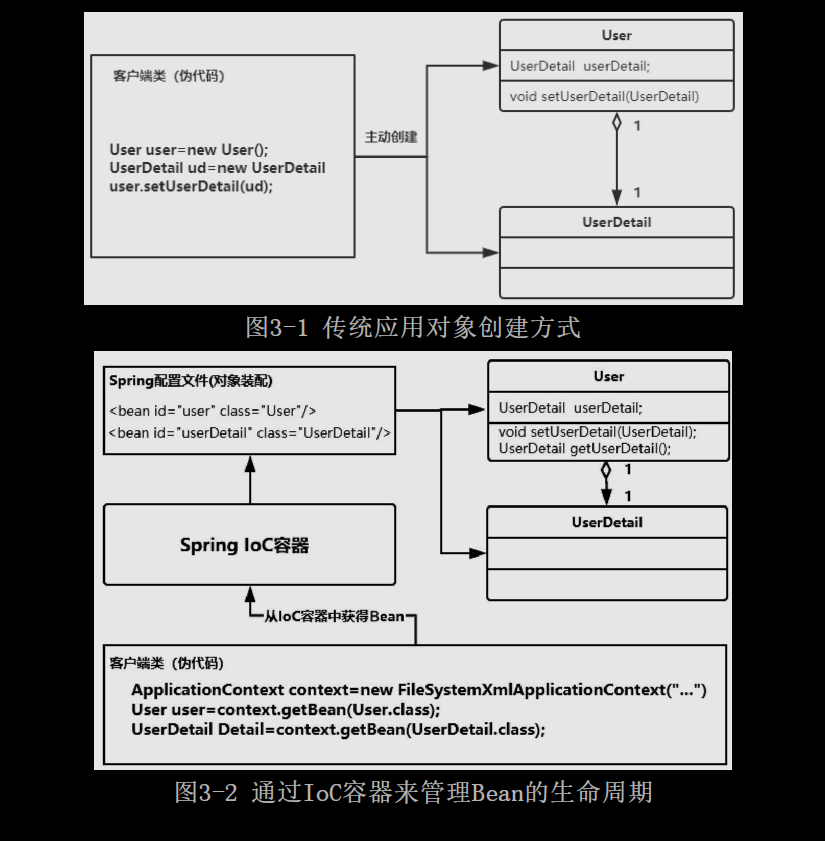 客户端类（伪代码）
User user=new User();
UserDetail ud=new UserDetail
user.setUserDetail(ud);
主动创建
User
UserDetail userDetail;
void setUserDetail(UserDetail)
1
1
UserDetail
图3-1 传统应用对象创建方式
Spring配置文件(对象装配)
<bean id="user" class="User"/>
<bean id="userDetail" class="UserDetail"/>
User
UserDetail userDetail;
void setUserDetail(UserDetail);
UserDetail getUserDetail();
1
1
UserDetail
Spring IoC容器
从IoC容器中获得Bean
客户端类（伪代码）
ApplicationContext context=new FileSystemXmlApplicationContext("...")
User user=context.getBean(User.class);
UserDetail Detail=context.getBean(UserDetail.class);
图3-2 通过IoC容器来管理Bean的生命周期